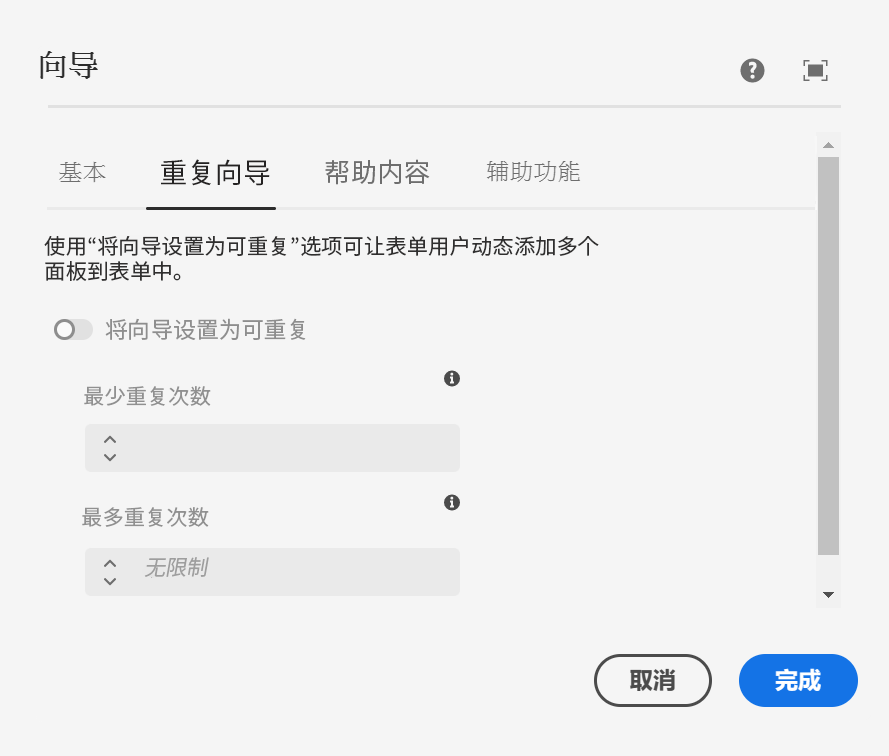 向导
基本 重复向导 帮助内容 辅助功能
使用“将向导设置为可重复”选项可让表单用户动态添加多个
面板到表单中。
将向导设置为可重复
最少重复次数
最多重复次数
无限制
取消 完成